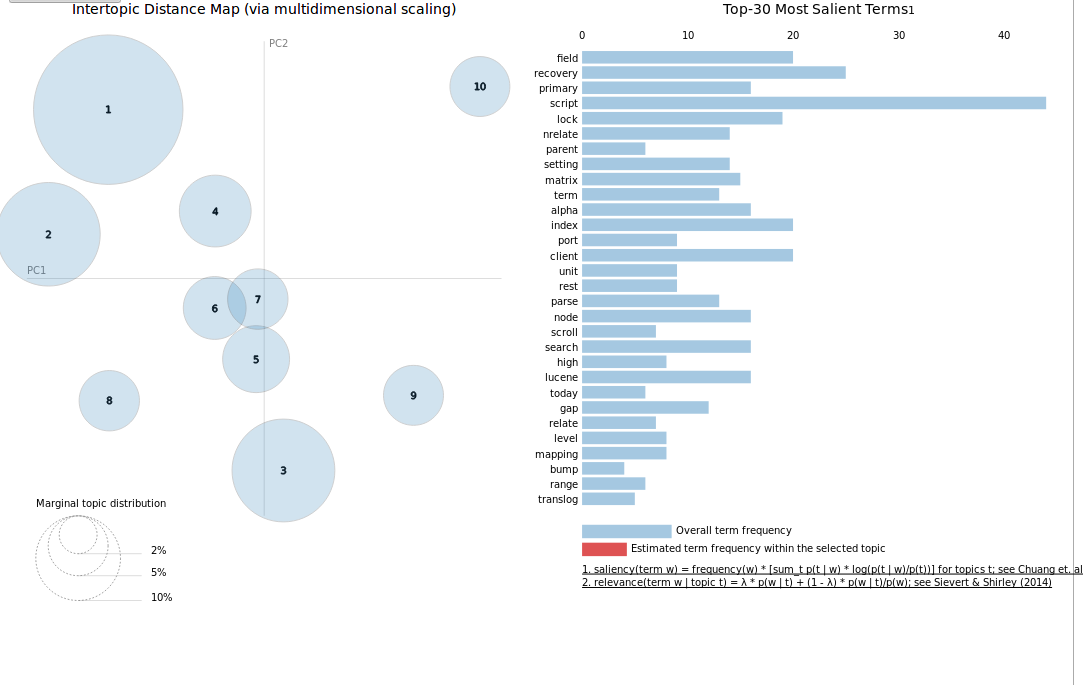 Intertopic Distance Map (via multidimensional scaling)
PC2
PC1
1
2
3
4
5
6
7
8
9
10
Marginal topic distribution
2%
5%
10%
Top-30 Most Salient Terms1
0 10 20 30 40
field
recovery
primary
script
lock
nrelate
parent
setting
matrix
term
alpha
index
port
client
unit
rest
parse
node
scroll
search
high
lucene
today
gap
relate
level
mapping
bump
range
translog
Overall term frequency
Estimated term frequency within the selected topic
1. saliency(term w) = frequency(w) * [sum_t p(t | w) * log(p(t | w)/p(t))] for topics t; see Chuang et. al
2. relevance(term w | topic t) = λ * p(w | t) + (1 - λ) * p(w | t)/p(w); see Sievert & Shirley (2014)